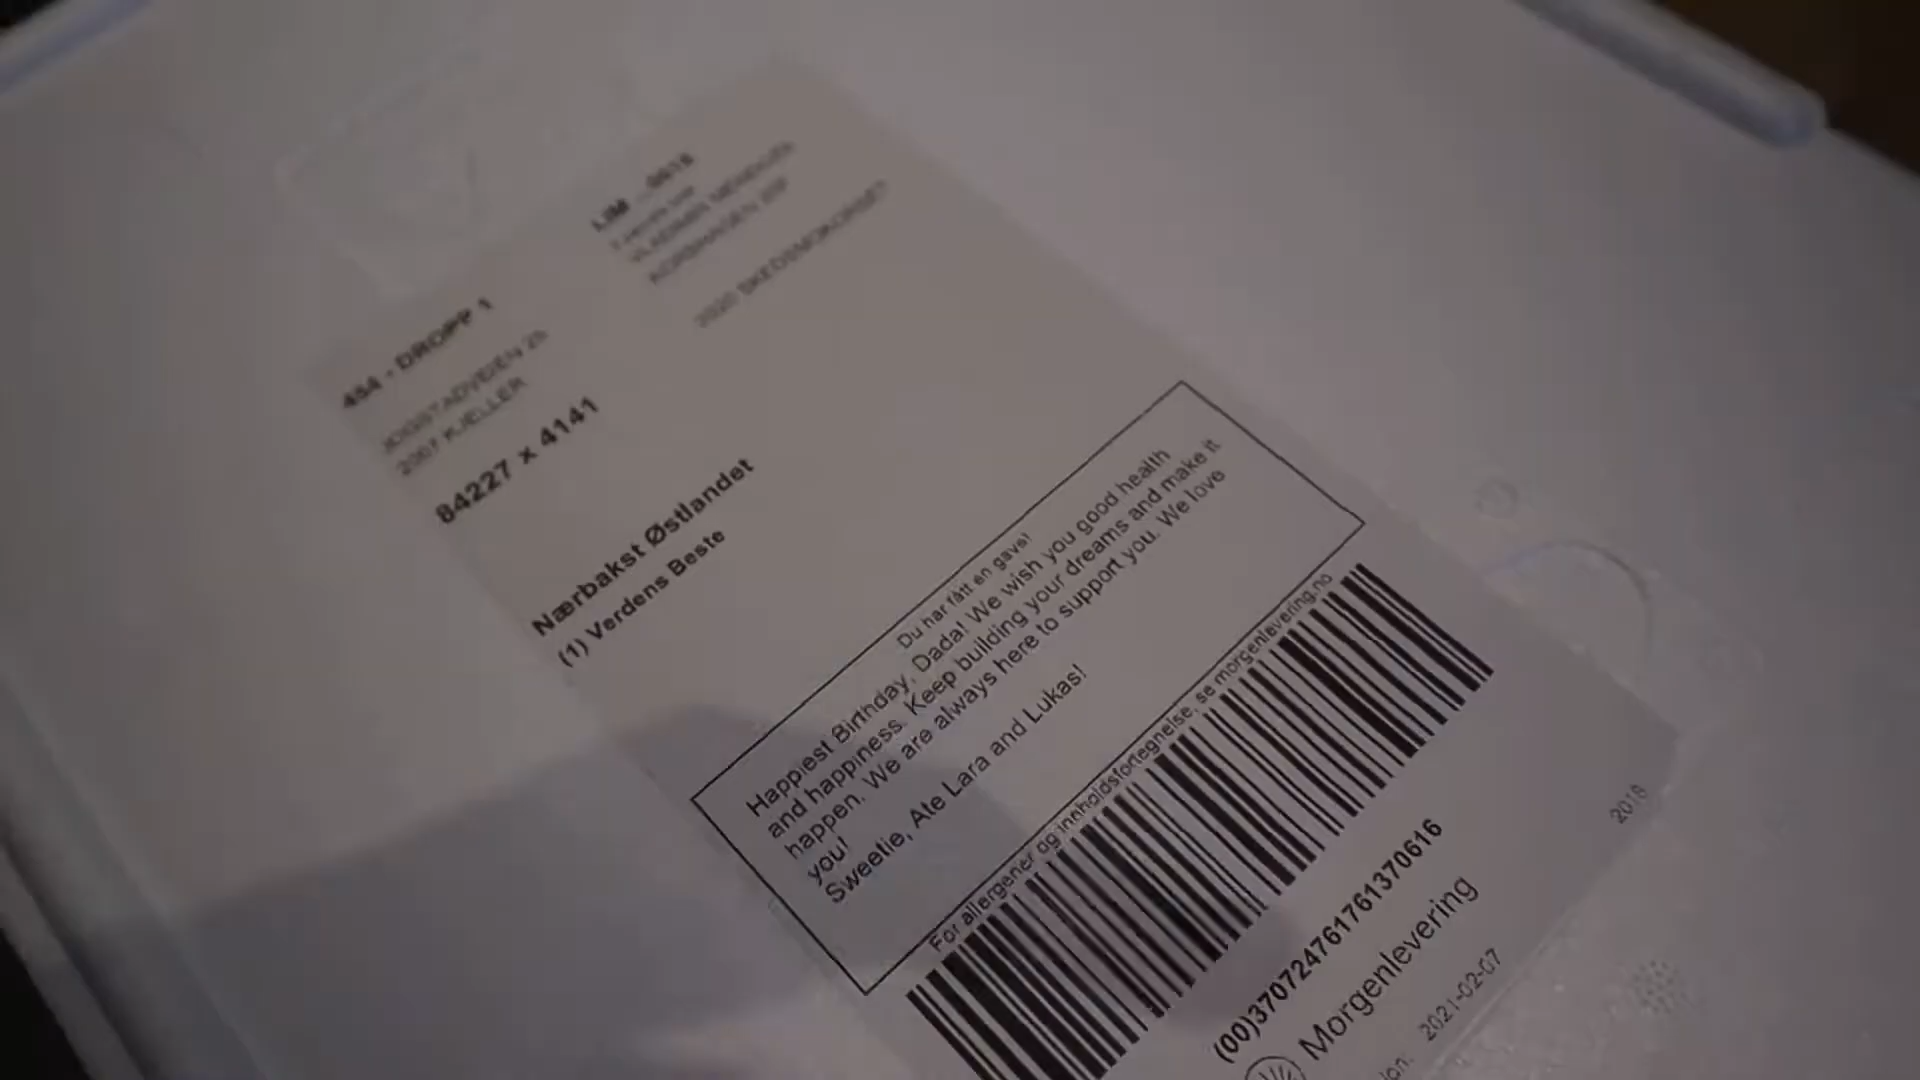 454 - DROPP 1
2007 KJELLER
84227 x 4141
2020 SKEDSMOKORSET
Nærbakst Østlandet
(1) Verdens Beste
Du har fått en gave!
Happiest Birthday, Dada! We wish you good health
and happiness. Keep building your dreams and make it
happen. We are always here to support you. We love
you!
Sweetie, Ate Lara and Lukas!
For allergener og innholdsfortegnelse, se morgenlevering.no
(00)370724761761370616
Morgenlevering
2021-02-07
2018